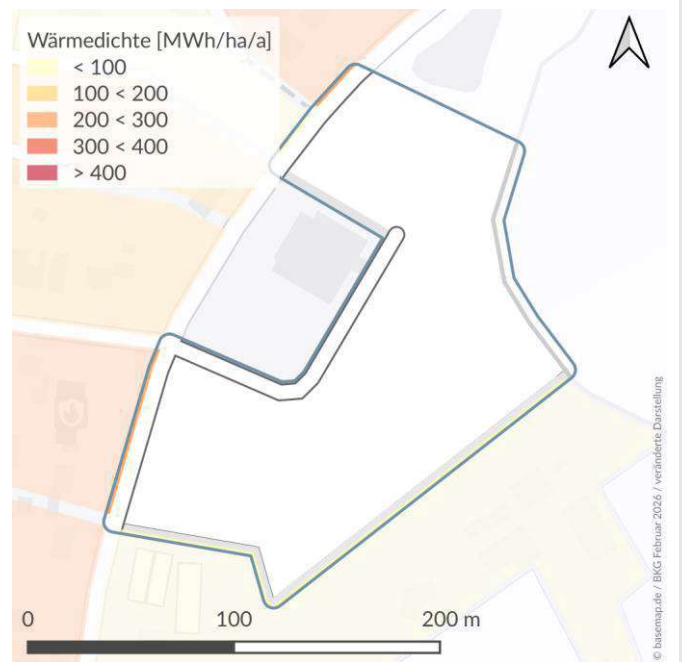 Wärmedichte [MWh/ha/a]
< 100
100 < 200
200 < 300
300 < 400
> 400
0 100 200 m
© basemap.de / BKG Februar 2026 / veränderte Darstellung